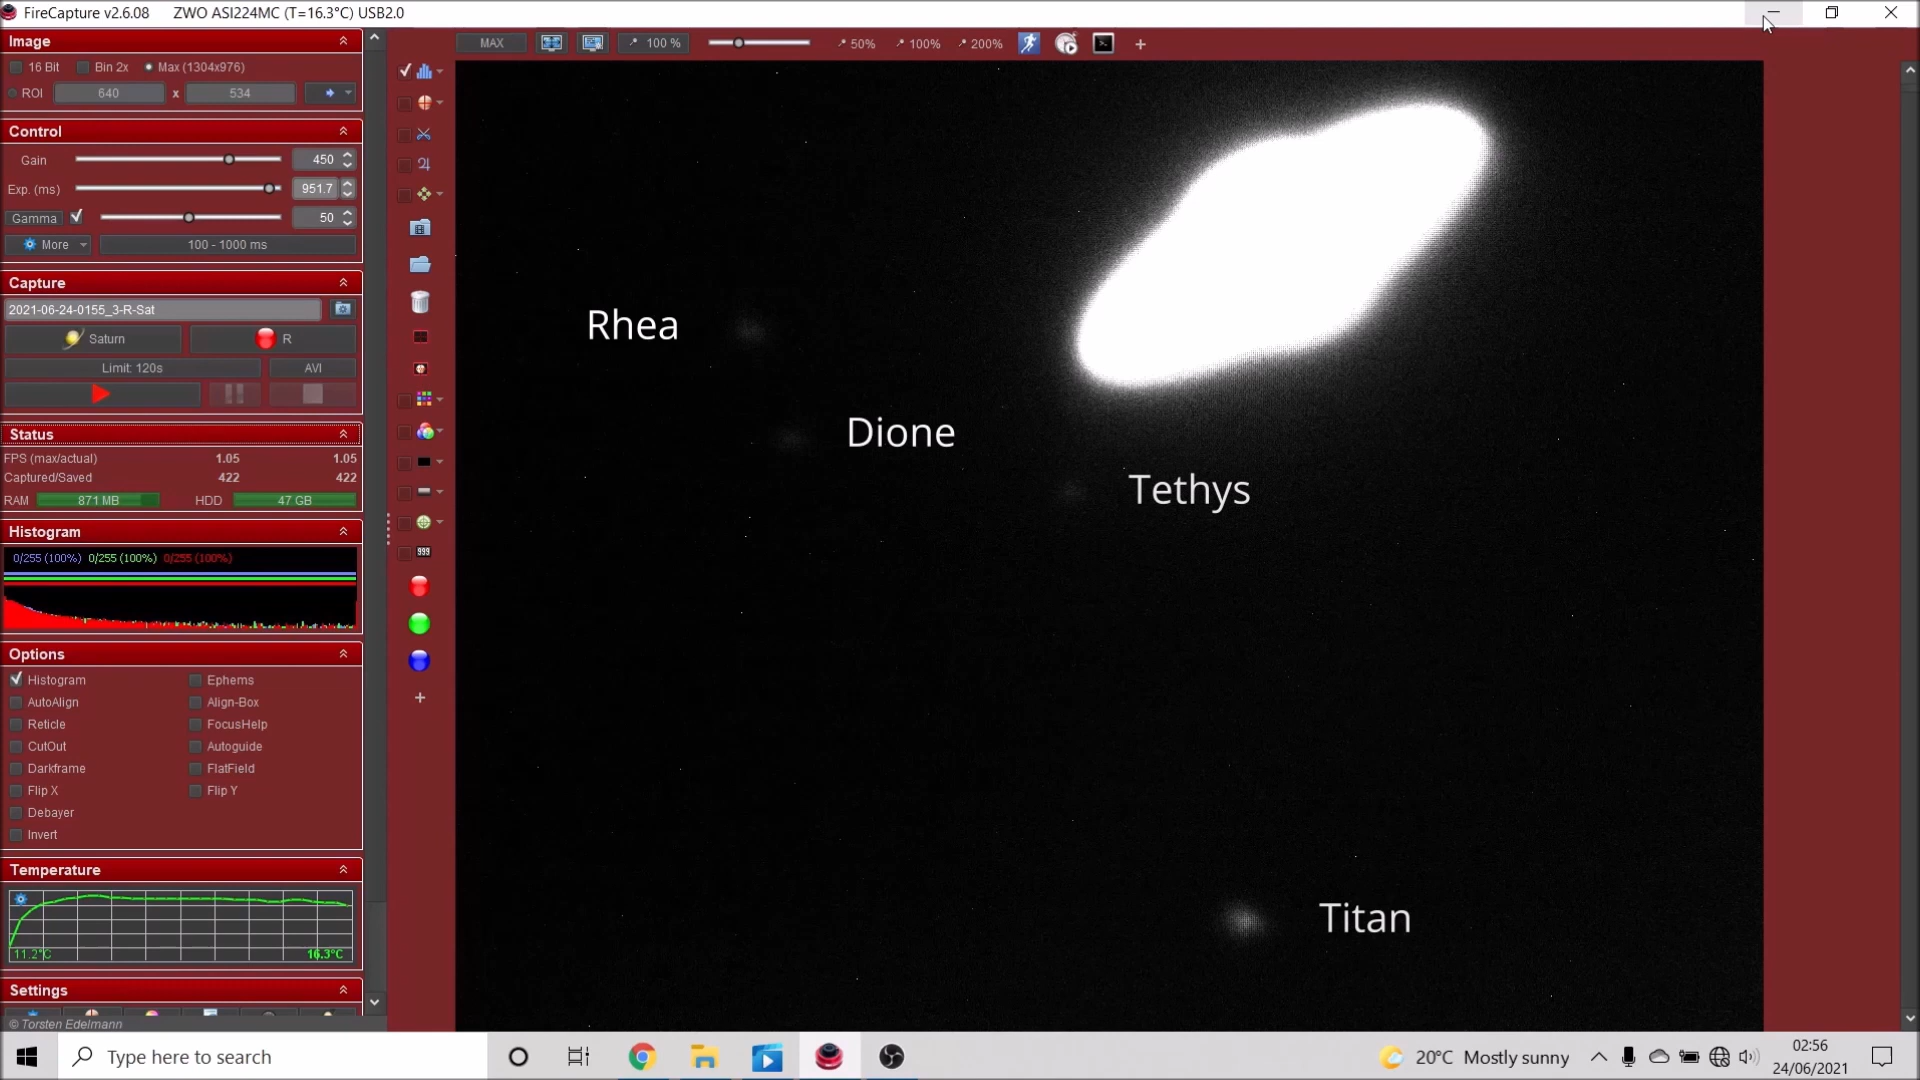 FireCapture v2.6.08 ZWO ASI224MC (T=16.3°C) USB2.0
Image
16 Bit Bin 2x Max (1304x976)
ROI 640 x 534
Control
Gain 450
Exp. (ms) 951.7
Gamma 50
More 100 - 1000 ms
Capture
2021-06-24-0155_3-R-Sat
Saturn R
Limit: 120s AVI
Status
FPS (max/actual) 1.05 1.05
Captured/Saved 422 422
RAM 871 MB HDD 47 GB
Histogram
0/255 (100%) 0/255 (100%) 0/255 (100%)
Options
Histogram Ephems
AutoAlign Align-Box
Reticle FocusHelp
CutOut Autoguide
Darkframe FlatField
Flip X Flip Y
Debayer
Invert
Temperature
11.2°C 16.3°C
Settings
© Torsten Edelmann
MAX 100 % 50% 100% 200%
999
Rhea
Dione
Tethys
Titan
Type here to search
20°C Mostly sunny
02:56
24/06/2021